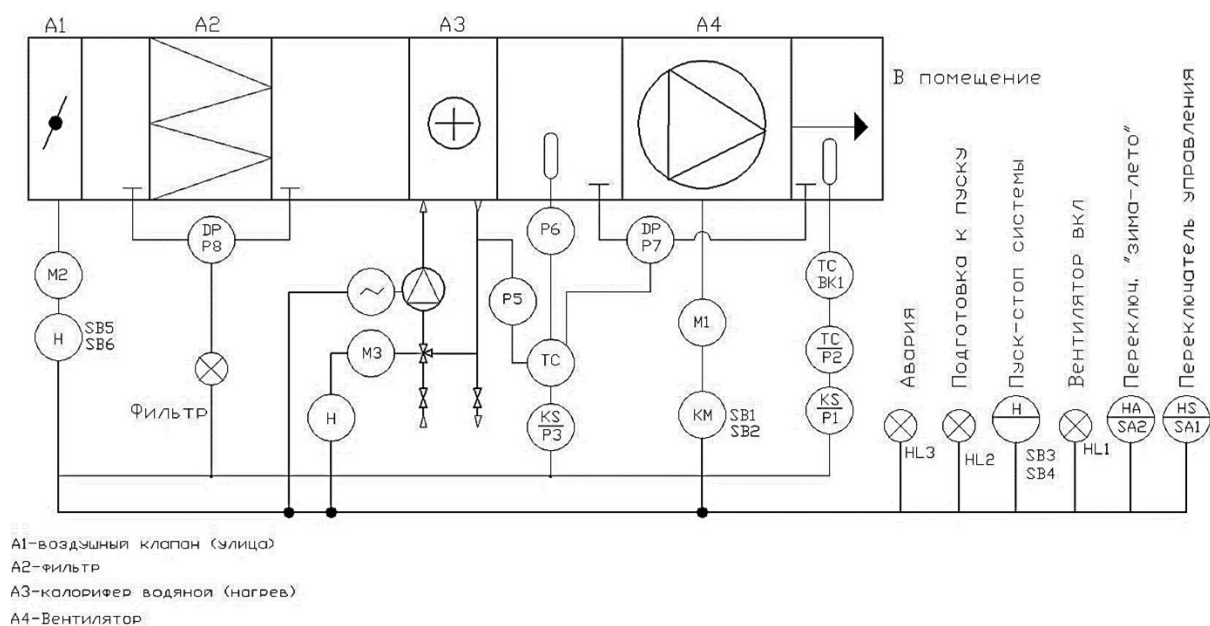 A1
A2
A3
A4
В помещение
M2
H
SB5
SB6
DP
P8
Фильтр
M3
H
P5
P6
TC
KS
P3
DP
P7
M1
KM
SB1
SB2
TC
BK1
TC
P2
KS
P1
Авария
HL3
Подготовка к пуску
HL2
Пуск-стоп системы
H
SB3
SB4
Вентилятор вкл
HL1
Переключ. "зима-лето"
HA
SA2
Переключатель управления
HS
SA1
A1-воздушный клапан (улица)
A2-фильтр
A3-калорифер водяной (нагрев)
A4-Вентилятор